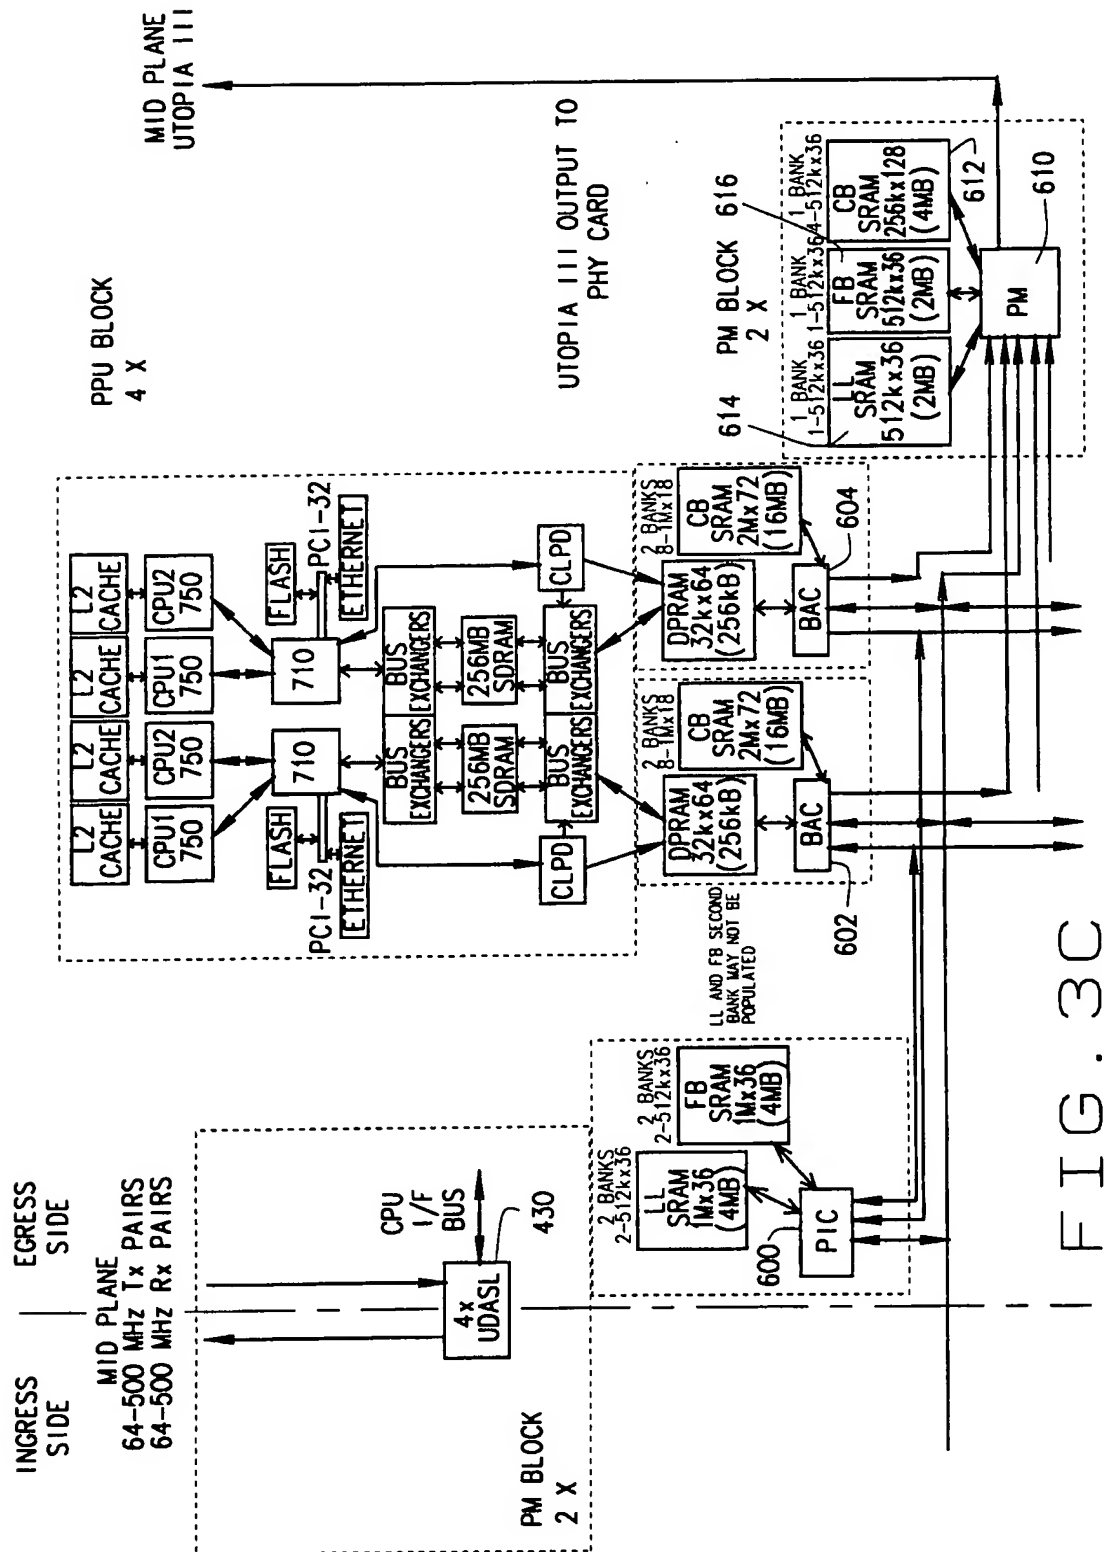 INGRESS
SIDE
EGRESS
SIDE
MID PLANE
64-500 MHz Tx PAIRS
64-500 MHz Rx PAIRS
PM BLOCK
2 X
4x
UDASL
CPU
I/F
BUS
430
MID PLANE
UTOPIA III
PPU BLOCK
4 X
L2
CACHE
L2
CACHE
L2
CACHE
L2
CACHE
CPU1
750
CPU2
750
CPU1
750
CPU2
750
FLASH
PCI-32
ETHERNET
710
710
FLASH
PCI-32
ETHERNET
BUS
EXCHANGERS
BUS
EXCHANGERS
256MB
SDRAM
256MB
SDRAM
CLPD
BUS
EXCHANGERS
BUS
EXCHANGERS
CLPD
UTOPIA III OUTPUT TO
PHY CARD
2 BANKS
2-512kx36
LL
SRAM
1Mx36
(4MB)
2 BANKS
2-512kx36
FB
SRAM
1Mx36
(4MB)
600
PIC
LL AND FB SECOND
BANK MAY NOT BE
POPULATED
DPRAM
32kx64
(256kB)
2 BANKS
8-1Mx18
CB
SRAM
2Mx72
(16MB)
BAC
602
DPRAM
32kx64
(256kB)
2 BANKS
8-1Mx18
CB
SRAM
2Mx72
(16MB)
BAC
604
614
PM BLOCK
2 X
616
1 BANK
1-512kx36
LL
SRAM
512kx36
(2MB)
1 BANK
1-512kx36
FB
SRAM
512kx36
(2MB)
1 BANK
4-512kx36
CB
SRAM
256kx128
(4MB)
612
PM
610
FIG. 3C